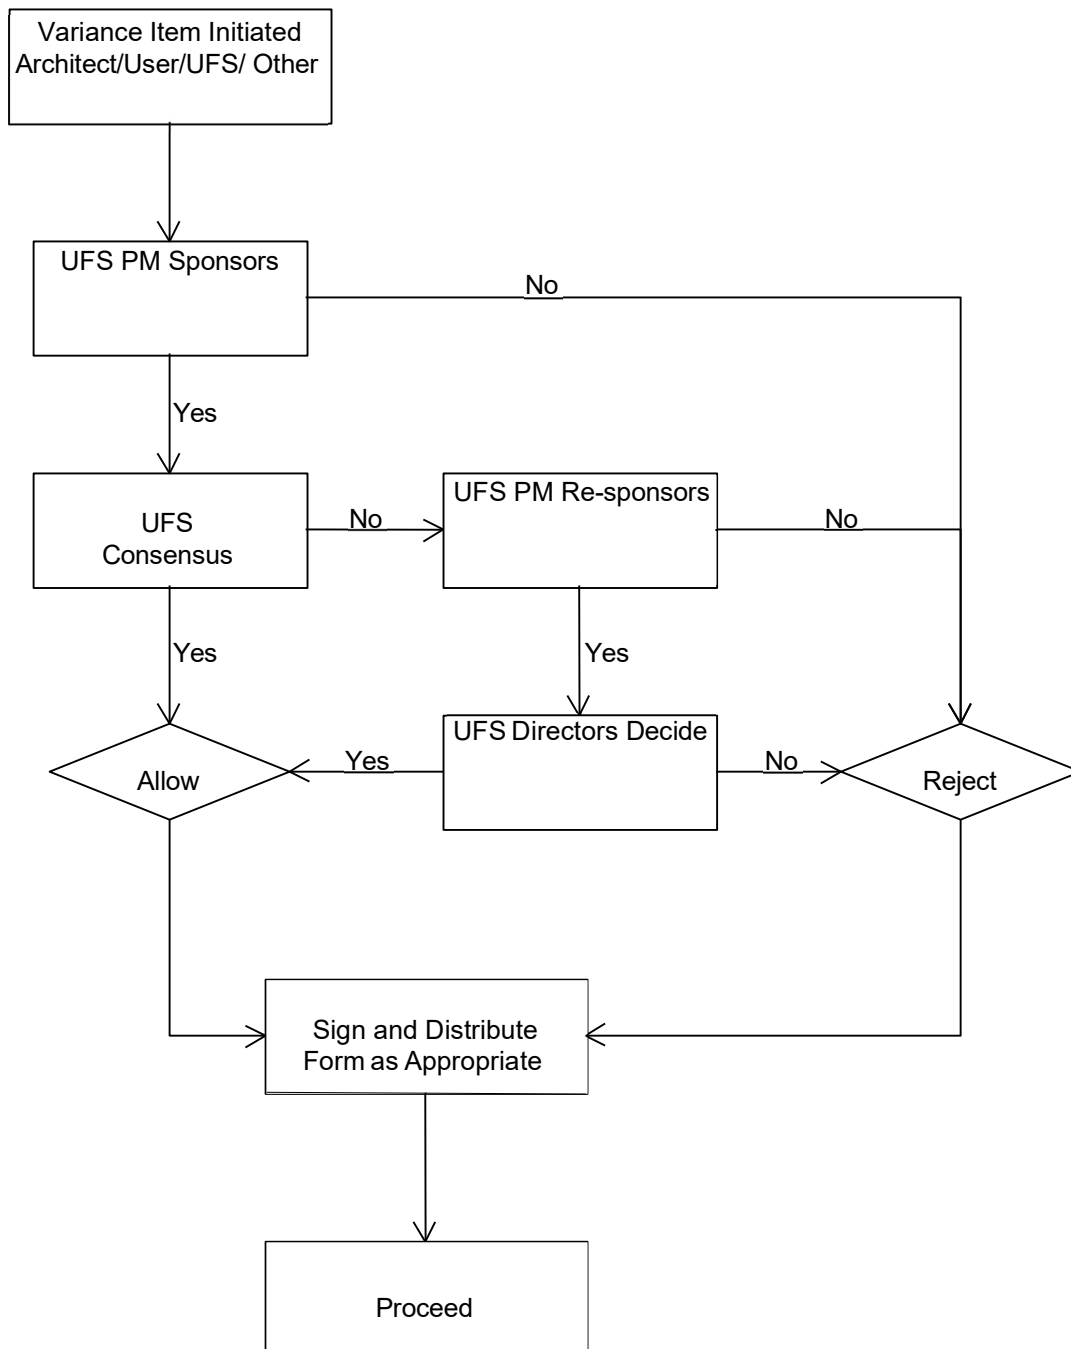 Variance Item Initiated
Architect/User/UFS/ Other
UFS PM Sponsors
No
Yes
UFS
Consensus
No
UFS PM Re-sponsors
No
Yes
Yes
Allow
Yes
UFS Directors Decide
No
Reject
Sign and Distribute
Form as Appropriate
Proceed